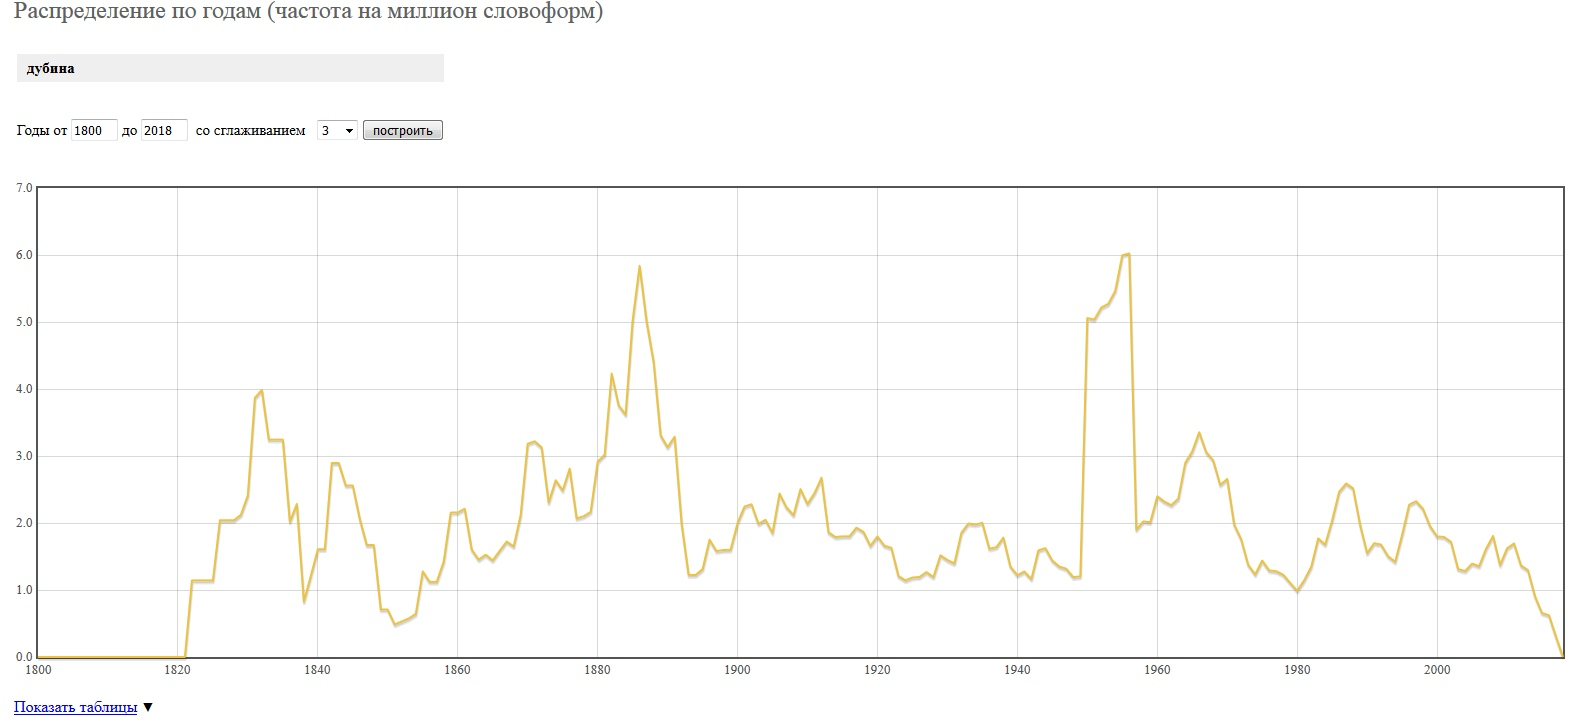 Распределение по годам (частота на миллион словоформ)
дубина
Годы от 1800 до 2018 со сглаживанием 3 построить
7.0
6.0
5.0
4.0
3.0
2.0
1.0
0.0
1800 1820 1840 1860 1880 1900 1920 1940 1960 1980 2000
Показать таблицы ▼